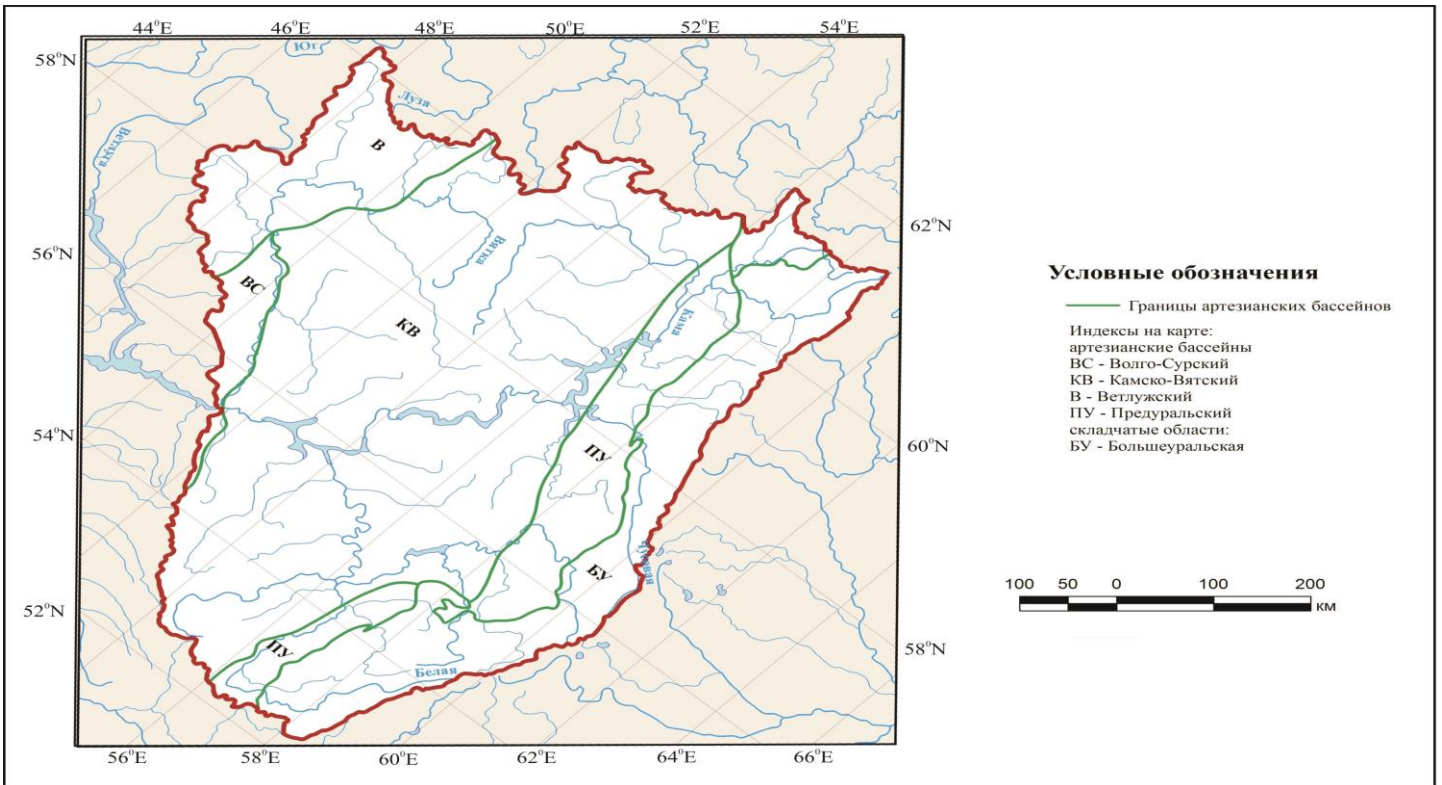 44°E 46°E 48°E 50°E 52°E 54°E
58°N
56°N
54°N
52°N
62°N
60°N
58°N
56°E 58°E 60°E 62°E 64°E 66°E
Юг
Луза
Ветлуга
В
Вятка
ВС
КВ
Кама
ПУ
Чусовая
БУ
ПУ
Белая
Условные обозначения
Границы артезианских бассейнов
Индексы на карте:
артезианские бассейны
ВС - Волго-Сурский
КВ - Камско-Вятский
В - Ветлужский
ПУ - Предуральский
складчатые области:
БУ - Большеуральская
100 50 0 100 200
км